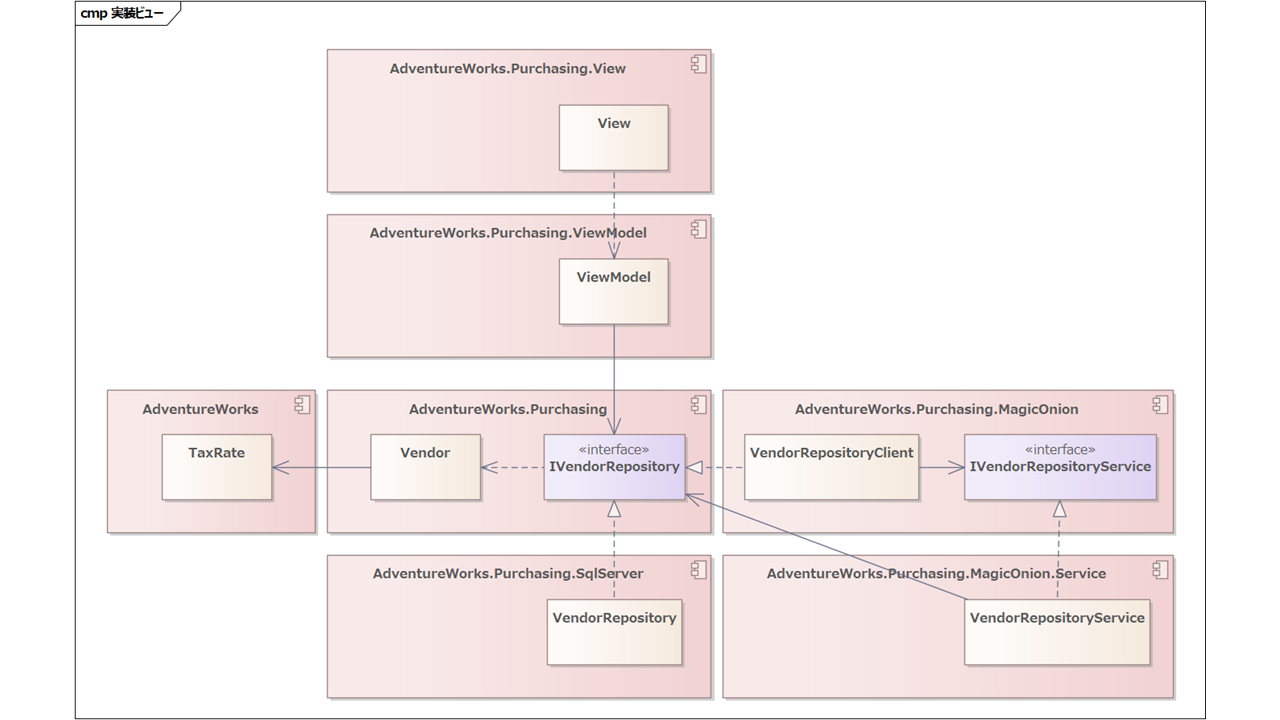 cmp 実装ビュー
AdventureWorks.Purchasing.View
View
AdventureWorks.Purchasing.ViewModel
ViewModel
AdventureWorks
TaxRate
AdventureWorks.Purchasing
Vendor
«interface»
IVendorRepository
AdventureWorks.Purchasing.MagicOnion
VendorRepositoryClient
«interface»
IVendorRepositoryService
AdventureWorks.Purchasing.SqlServer
VendorRepository
AdventureWorks.Purchasing.MagicOnion.Service
VendorRepositoryService